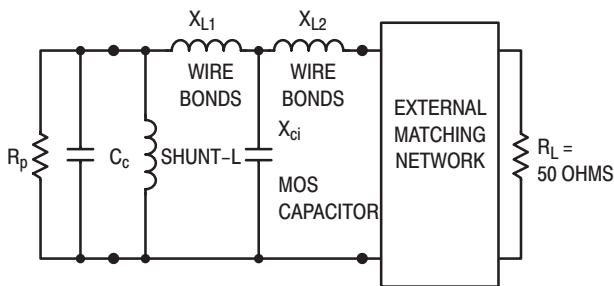 X_L1
X_L2
WIRE
BONDS
WIRE
BONDS
R_p
C_c
SHUNT–L
X_ci
MOS
CAPACITOR
EXTERNAL
MATCHING
NETWORK
R_L =
50 OHMS